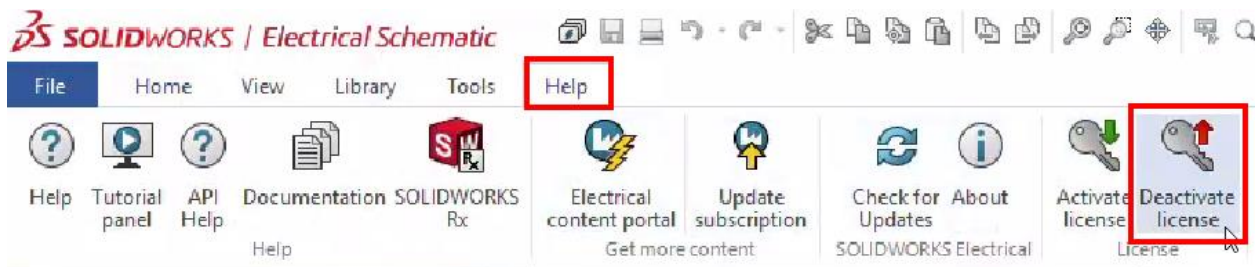 SOLIDWORKS | Electrical Schematic
File Home View Library Tools Help
Help Tutorial panel API Help Documentation SOLIDWORKS Rx Electrical content portal Update subscription Check for Updates About Activate license Deactivate license
Help Get more content SOLIDWORKS Electrical License